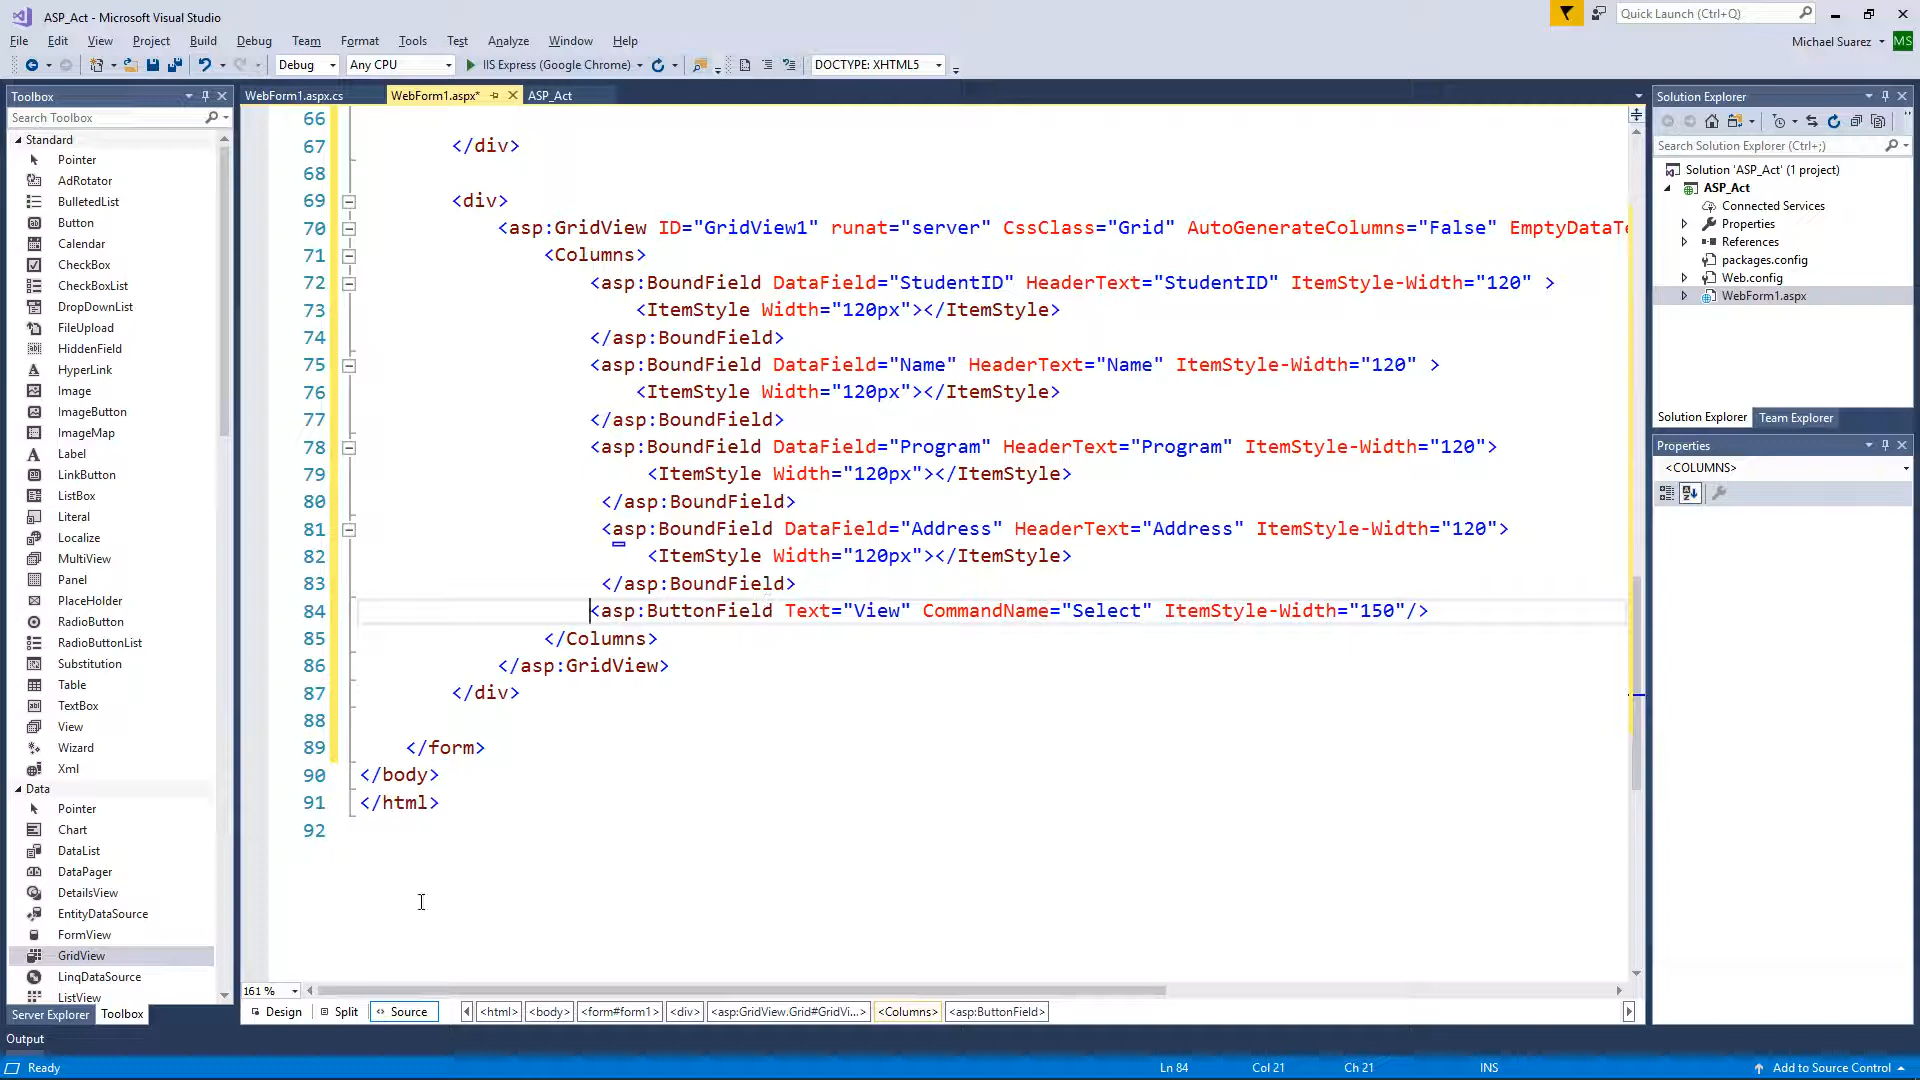 ASP_Act - Microsoft Visual Studio
Quick Launch (Ctrl+Q)
File Edit View Project Build Debug Team Format Tools Test Analyze Window Help
Michael Suarez MS
Debug Any CPU IIS Express (Google Chrome) DOCTYPE: XHTML5
Toolbox
WebForm1.aspx.cs WebForm1.aspx* ASP_Act
Solution Explorer
Search Toolbox
Standard
Pointer
AdRotator
BulletedList
Button
Calendar
CheckBox
CheckBoxList
DropDownList
FileUpload
HiddenField
HyperLink
Image
ImageButton
ImageMap
Label
LinkButton
ListBox
Literal
Localize
MultiView
Panel
PlaceHolder
RadioButton
RadioButtonList
Substitution
Table
TextBox
View
Wizard
Xml
Data
Pointer
Chart
DataList
DataPager
DetailsView
EntityDataSource
FormView
GridView
LinqDataSource
ListView
Server Explorer Toolbox
66
67 </div>
68
69 <div>
70 <asp:GridView ID="GridView1" runat="server" CssClass="Grid" AutoGenerateColumns="False" EmptyDataTe
71 <Columns>
72 <asp:BoundField DataField="StudentID" HeaderText="StudentID" ItemStyle-Width="120" >
73 <ItemStyle Width="120px"></ItemStyle>
74 </asp:BoundField>
75 <asp:BoundField DataField="Name" HeaderText="Name" ItemStyle-Width="120" >
76 <ItemStyle Width="120px"></ItemStyle>
77 </asp:BoundField>
78 <asp:BoundField DataField="Program" HeaderText="Program" ItemStyle-Width="120">
79 <ItemStyle Width="120px"></ItemStyle>
80 </asp:BoundField>
81 <asp:BoundField DataField="Address" HeaderText="Address" ItemStyle-Width="120">
82 <ItemStyle Width="120px"></ItemStyle>
83 </asp:BoundField>
84 <asp:ButtonField Text="View" CommandName="Select" ItemStyle-Width="150"/>
85 </Columns>
86 </asp:GridView>
87 </div>
88
89 </form>
90 </body>
91 </html>
92
161 %
Design Split Source <html> <body> <form#form1> <div> <asp:GridView.Grid#GridVi...> <Columns> <asp:ButtonField>
Search Solution Explorer (Ctrl+;)
Solution 'ASP_Act' (1 project)
ASP_Act
Connected Services
Properties
References
packages.config
Web.config
WebForm1.aspx
Solution Explorer Team Explorer
Properties
<COLUMNS>
Output
Ready Ln 84 Col 21 Ch 21 INS Add to Source Control